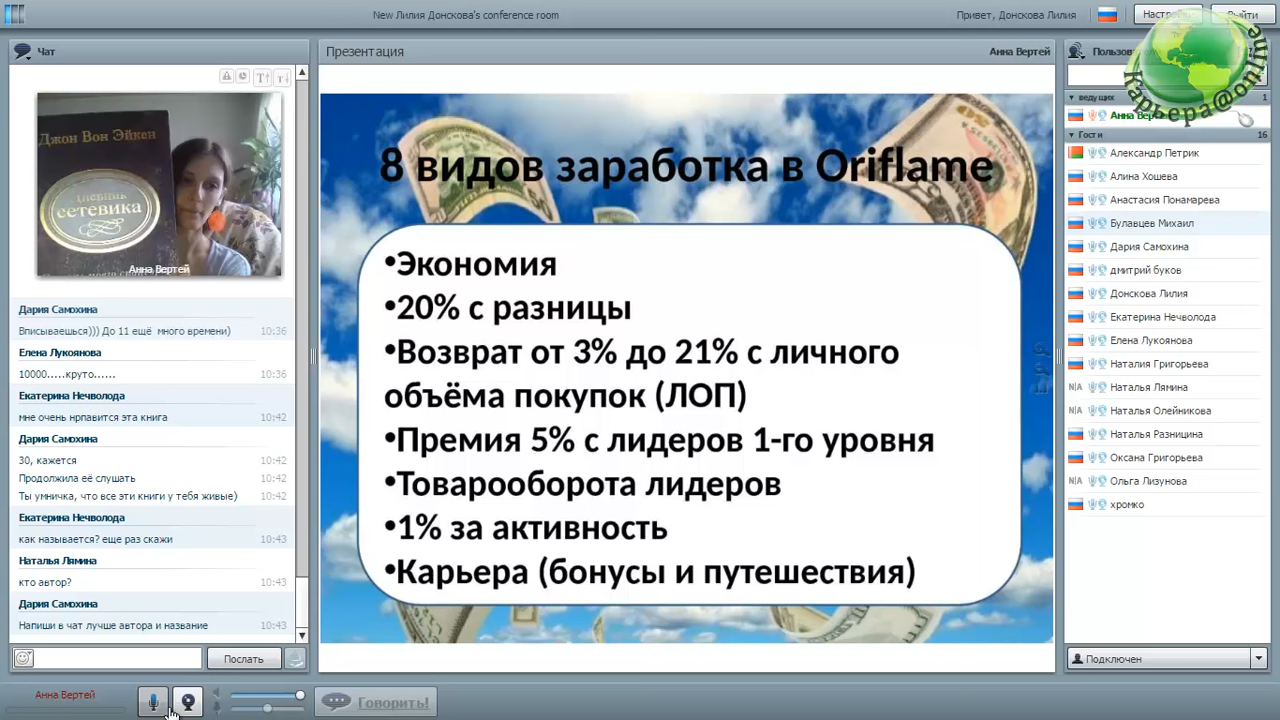 New Лилия Донскова's conference room
Привет, Донскова Лилия
Выйти
Карьера@online
Чат
Джон Вон Эйкен
сетевика
Анна Вертей
Дария Самохина
Вписываешься))) До 11 ещё много времени)
10:36
Елена Лукоянова
10000.....круто......
10:36
Екатерина Нечволода
мне очень нрпавится эта книга
10:42
Дария Самохина
30, кажется
10:42
Продолжила её слушать
10:42
Ты умничка, что все эти книги у тебя живые)
10:42
Екатерина Нечволода
как называется? еще раз скажи
10:43
Наталья Лямина
кто автор?
10:43
Дария Самохина
Напиши в чат лучше автора и название
10:43
Послать
Презентация
Анна Вертей
8 видов заработка в Oriflame
•Экономия
•20% с разницы
•Возврат от 3% до 21% с личного
объёма покупок (ЛОП)
•Премия 5% с лидеров 1-го уровня
•Товарооборота лидеров
•1% за активность
•Карьера (бонусы и путешествия)
ведущих
1
Гости
16
Александр Петрик
Алина Хошева
Анастасия Понамарева
Булавцев Михаил
Дария Самохина
дмитрий буков
Донскова Лилия
Екатерина Нечволода
Елена Лукоянова
Наталия Григорьева
N/A Наталья Лямина
N/A Наталья Олейникова
Наталья Разницина
Оксана Григорьева
N/A Ольга Лизунова
хромко
Подключен
Анна Вертей
Говорить!